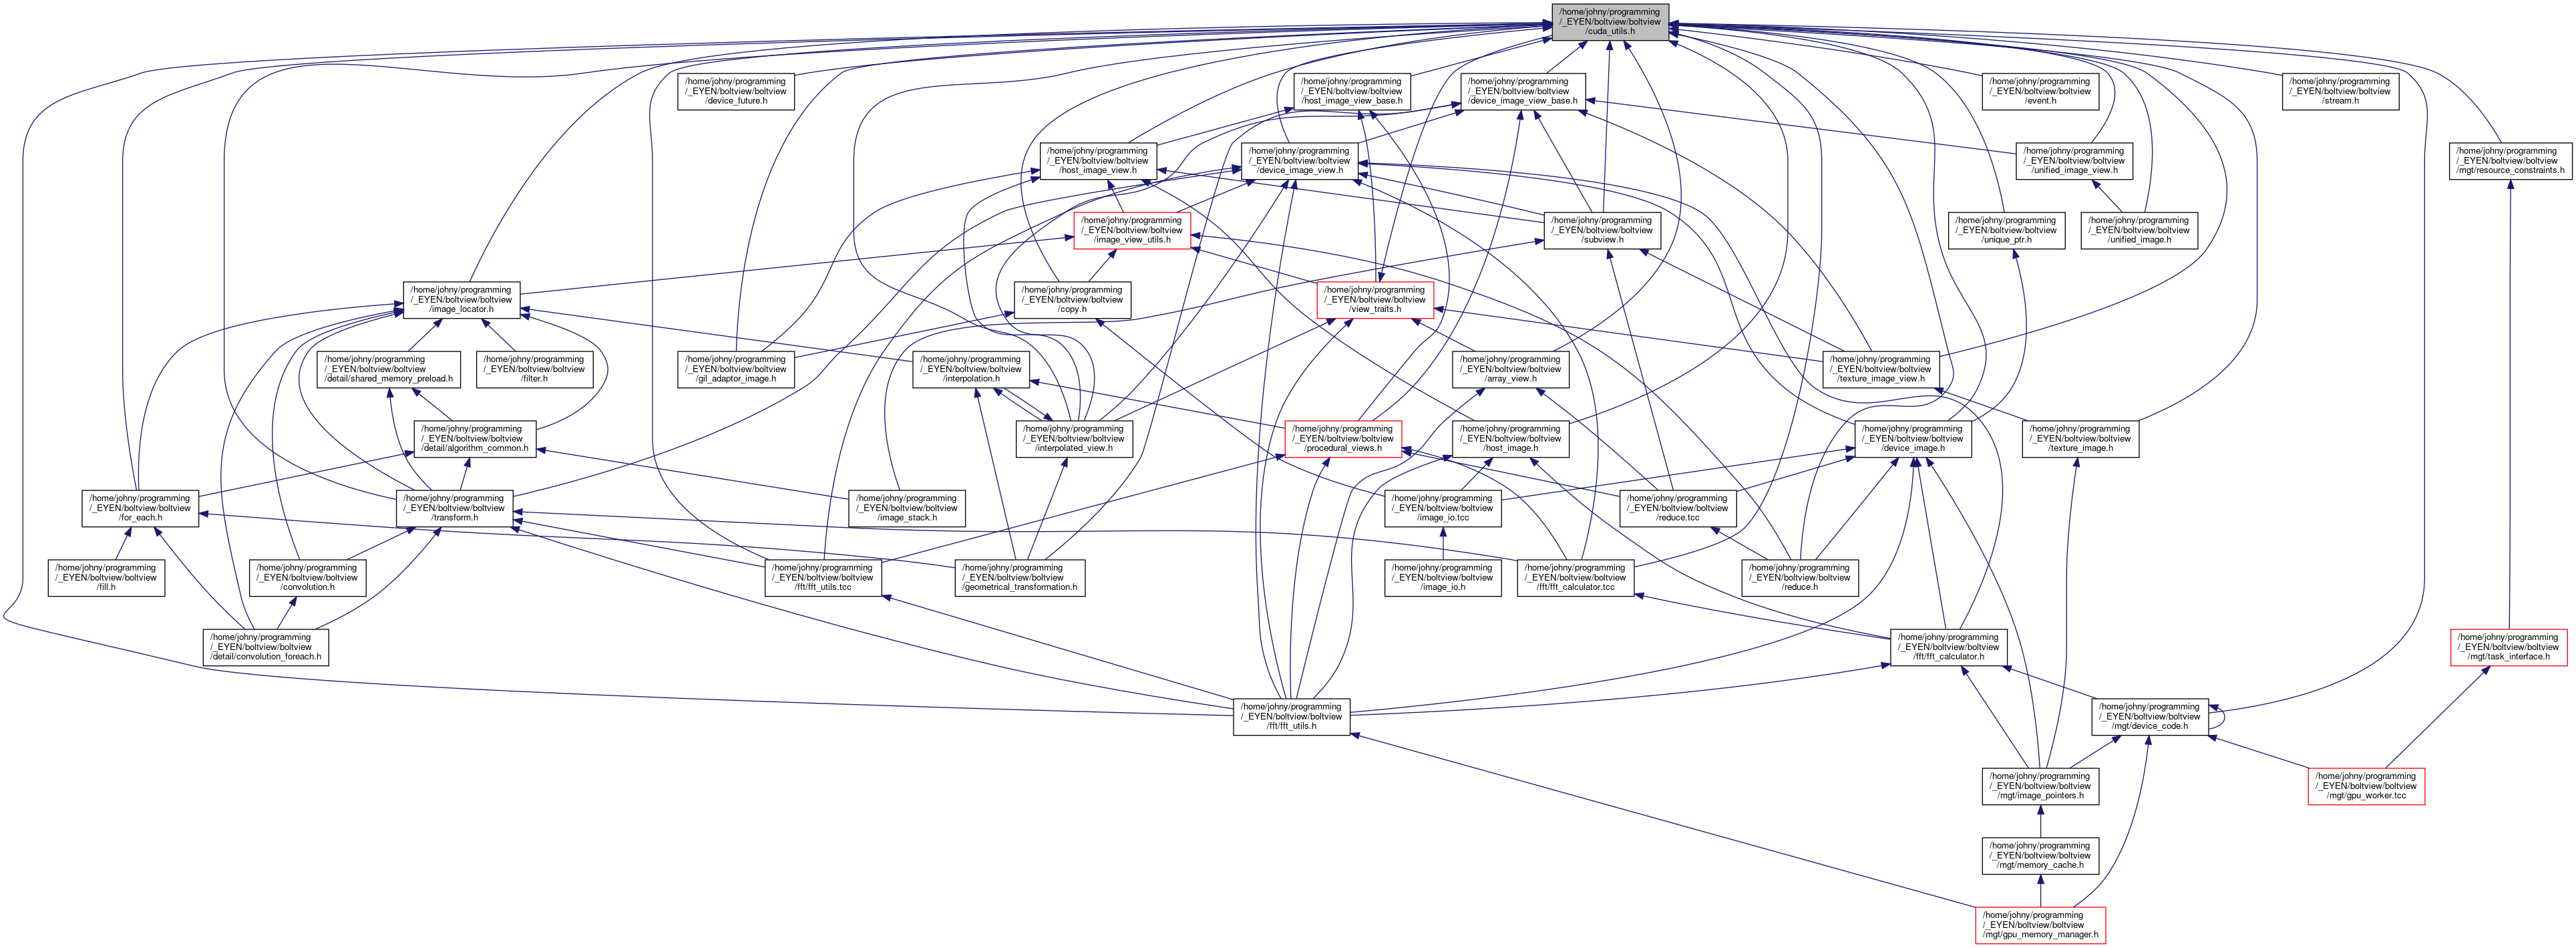 /home/johny/programming
/_EYEN/boltview/boltview
/cuda_utils.h
/home/johny/programming
/_EYEN/boltview/boltview
/device_future.h
/home/johny/programming
/_EYEN/boltview/boltview
/host_image_view_base.h
/home/johny/programming
/_EYEN/boltview/boltview
/device_image_view_base.h
/home/johny/programming
/_EYEN/boltview/boltview
/event.h
/home/johny/programming
/_EYEN/boltview/boltview
/stream.h
/home/johny/programming
/_EYEN/boltview/boltview
/host_image_view.h
/home/johny/programming
/_EYEN/boltview/boltview
/device_image_view.h
/home/johny/programming
/_EYEN/boltview/boltview
/unified_image_view.h
/home/johny/programming
/_EYEN/boltview/boltview
/mgt/resource_constraints.h
/home/johny/programming
/_EYEN/boltview/boltview
/image_view_utils.h
/home/johny/programming
/_EYEN/boltview/boltview
/subview.h
/home/johny/programming
/_EYEN/boltview/boltview
/unique_ptr.h
/home/johny/programming
/_EYEN/boltview/boltview
/unified_image.h
/home/johny/programming
/_EYEN/boltview/boltview
/image_locator.h
/home/johny/programming
/_EYEN/boltview/boltview
/copy.h
/home/johny/programming
/_EYEN/boltview/boltview
/view_traits.h
/home/johny/programming
/_EYEN/boltview/boltview
/detail/shared_memory_preload.h
/home/johny/programming
/_EYEN/boltview/boltview
/filter.h
/home/johny/programming
/_EYEN/boltview/boltview
/gil_adaptor_image.h
/home/johny/programming
/_EYEN/boltview/boltview
/interpolation.h
/home/johny/programming
/_EYEN/boltview/boltview
/array_view.h
/home/johny/programming
/_EYEN/boltview/boltview
/texture_image_view.h
/home/johny/programming
/_EYEN/boltview/boltview
/detail/algorithm_common.h
/home/johny/programming
/_EYEN/boltview/boltview
/interpolated_view.h
/home/johny/programming
/_EYEN/boltview/boltview
/procedural_views.h
/home/johny/programming
/_EYEN/boltview/boltview
/host_image.h
/home/johny/programming
/_EYEN/boltview/boltview
/device_image.h
/home/johny/programming
/_EYEN/boltview/boltview
/texture_image.h
/home/johny/programming
/_EYEN/boltview/boltview
/for_each.h
/home/johny/programming
/_EYEN/boltview/boltview
/transform.h
/home/johny/programming
/_EYEN/boltview/boltview
/image_stack.h
/home/johny/programming
/_EYEN/boltview/boltview
/image_io.tcc
/home/johny/programming
/_EYEN/boltview/boltview
/reduce.tcc
/home/johny/programming
/_EYEN/boltview/boltview
/fill.h
/home/johny/programming
/_EYEN/boltview/boltview
/convolution.h
/home/johny/programming
/_EYEN/boltview/boltview
/fft/fft_utils.tcc
/home/johny/programming
/_EYEN/boltview/boltview
/geometrical_transformation.h
/home/johny/programming
/_EYEN/boltview/boltview
/image_io.h
/home/johny/programming
/_EYEN/boltview/boltview
/fft/fft_calculator.tcc
/home/johny/programming
/_EYEN/boltview/boltview
/reduce.h
/home/johny/programming
/_EYEN/boltview/boltview
/detail/convolution_foreach.h
/home/johny/programming
/_EYEN/boltview/boltview
/fft/fft_calculator.h
/home/johny/programming
/_EYEN/boltview/boltview
/mgt/task_interface.h
/home/johny/programming
/_EYEN/boltview/boltview
/fft/fft_utils.h
/home/johny/programming
/_EYEN/boltview/boltview
/mgt/device_code.h
/home/johny/programming
/_EYEN/boltview/boltview
/mgt/image_pointers.h
/home/johny/programming
/_EYEN/boltview/boltview
/mgt/gpu_worker.tcc
/home/johny/programming
/_EYEN/boltview/boltview
/mgt/memory_cache.h
/home/johny/programming
/_EYEN/boltview/boltview
/mgt/gpu_memory_manager.h